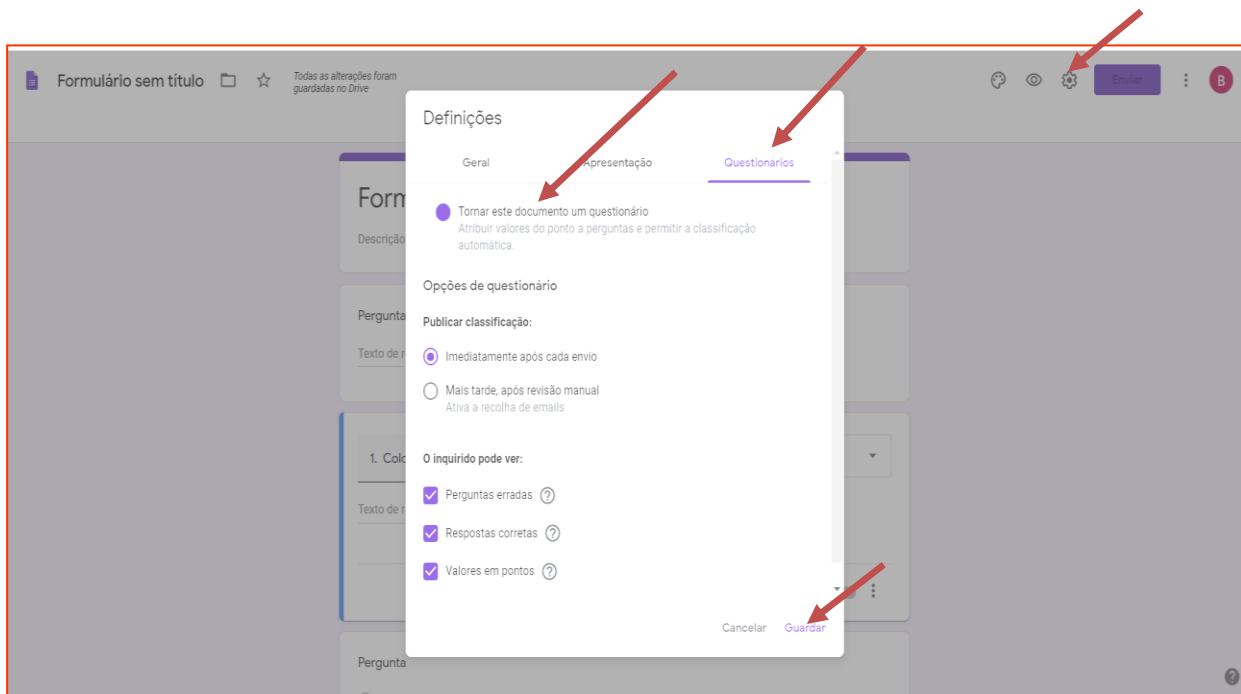 Formulário sem título
Todas as alterações foram
guardadas no Drive
Enviar
B
Definições
Geral
Apresentação
Questionários
Form
Descrição
Tornar este documento um questionário
Atribuir valores do ponto a perguntas e permitir a classificação
automática.
Opções de questionário
Pergunta
Publicar classificação:
Texto de r
Imediatamente após cada envio
Mais tarde, após revisão manual
Ativa a recolha de emails
1. Colo
O inquirido pode ver:
Perguntas erradas
Texto de r
Respostas corretas
Valores em pontos
Cancelar
Guardar
Pergunta